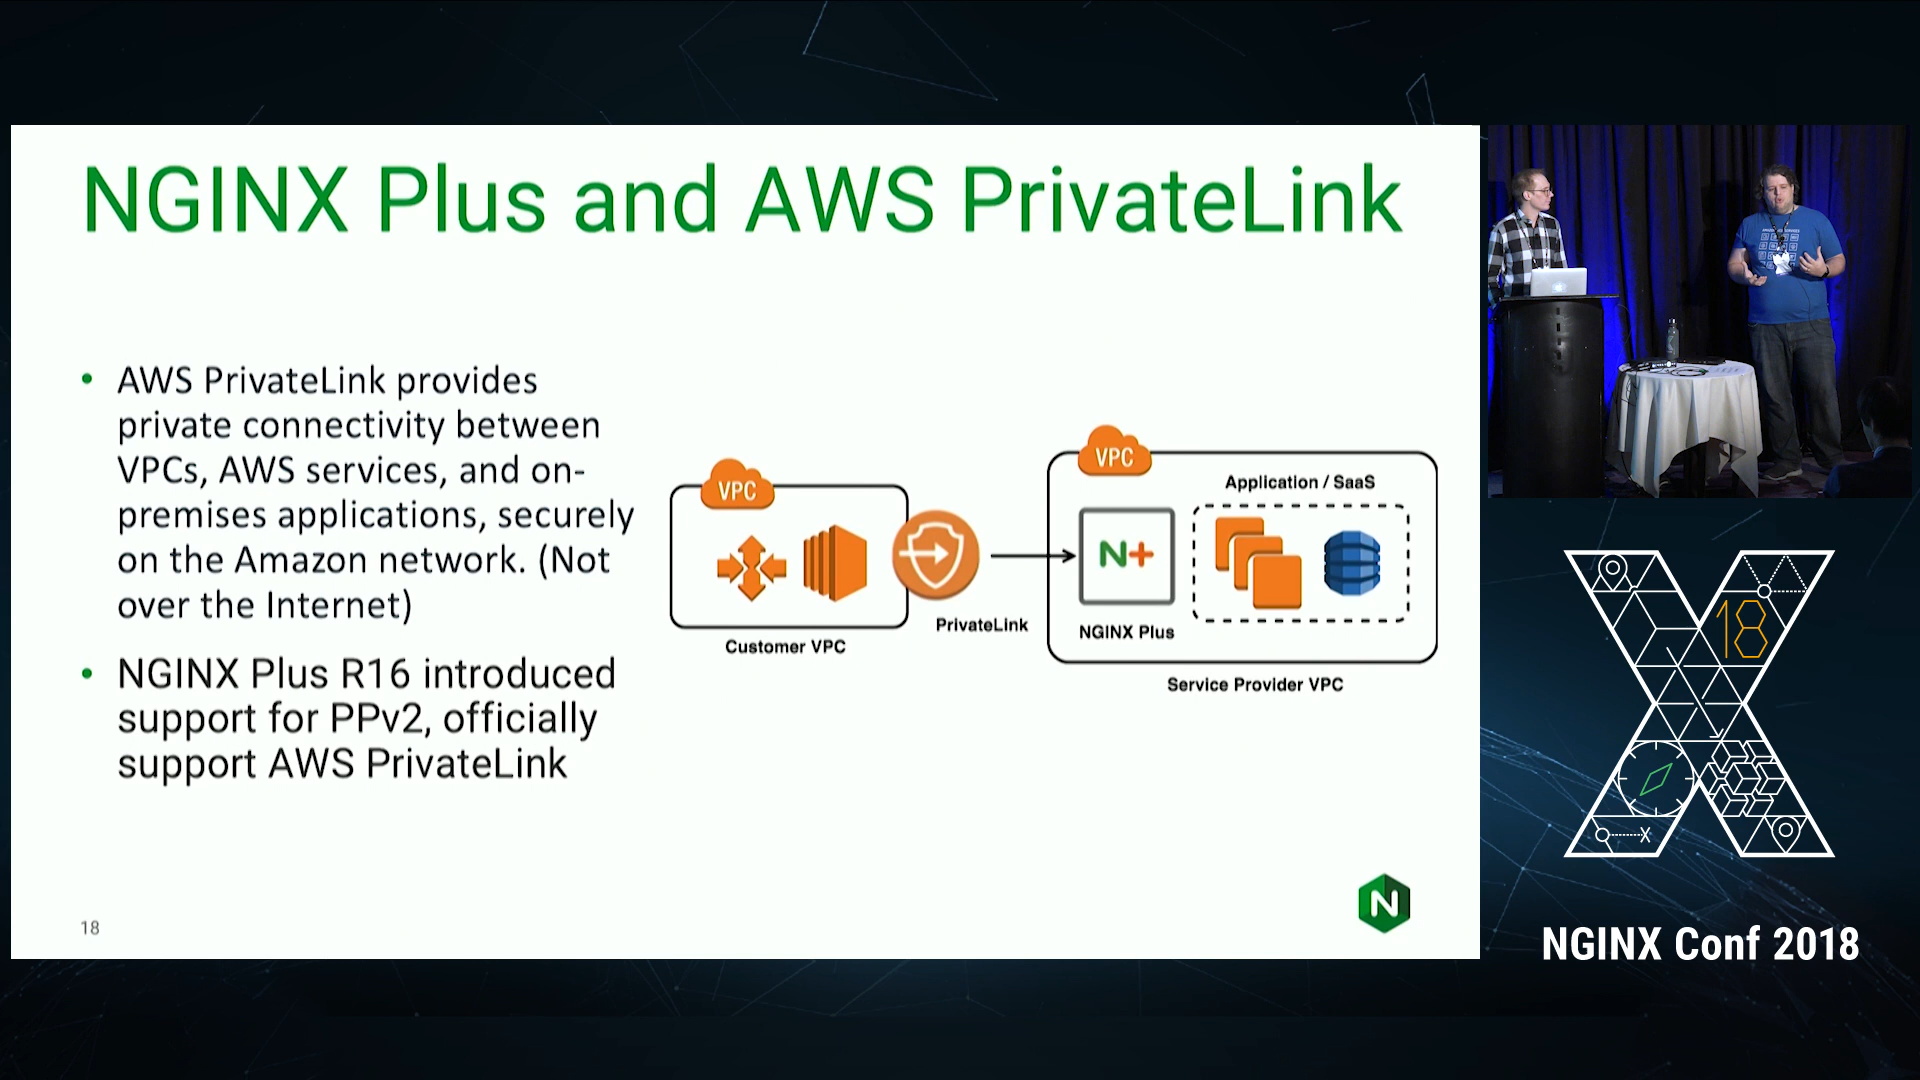 NGINX Plus and AWS PrivateLink
• AWS PrivateLink provides
private connectivity between
VPCs, AWS services, and on-
premises applications, securely
on the Amazon network. (Not
over the Internet)
• NGINX Plus R16 introduced
support for PPv2, officially
support AWS PrivateLink
VPC
Customer VPC
PrivateLink
VPC
Application / SaaS
N+
NGINX Plus
Service Provider VPC
18
N
18
X
NGINX Conf 2018